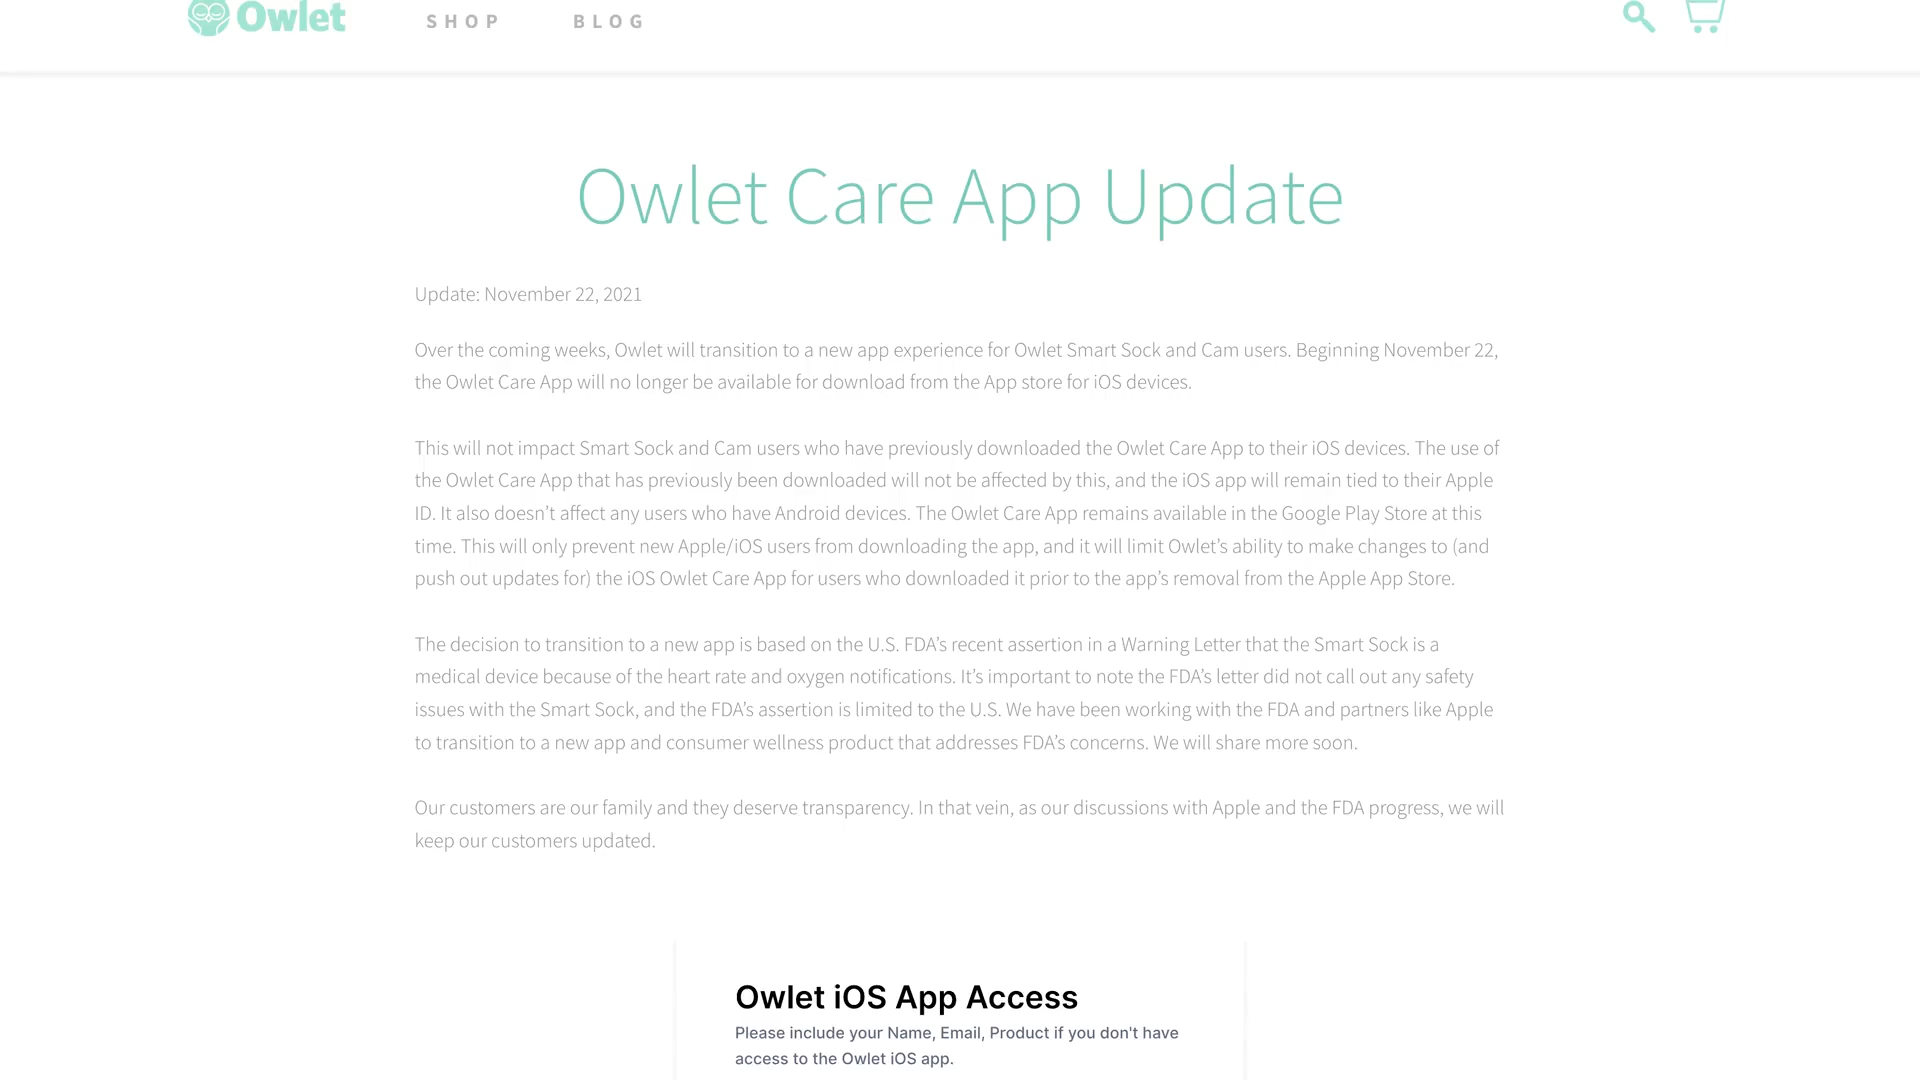 Owlet SHOP BLOG
Owlet Care App Update
Update: November 22, 2021
Over the coming weeks, Owlet will transition to a new app experience for Owlet Smart Sock and Cam users. Beginning November 22,
the Owlet Care App will no longer be available for download from the App store for iOS devices.
This will not impact Smart Sock and Cam users who have previously downloaded the Owlet Care App to their iOS devices. The use of
the Owlet Care App that has previously been downloaded will not be affected by this, and the iOS app will remain tied to their Apple
ID. It also doesn’t affect any users who have Android devices. The Owlet Care App remains available in the Google Play Store at this
time. This will only prevent new Apple/iOS users from downloading the app, and it will limit Owlet’s ability to make changes to (and
push out updates for) the iOS Owlet Care App for users who downloaded it prior to the app’s removal from the Apple App Store.
The decision to transition to a new app is based on the U.S. FDA’s recent assertion in a Warning Letter that the Smart Sock is a
medical device because of the heart rate and oxygen notifications. It’s important to note the FDA’s letter did not call out any safety
issues with the Smart Sock, and the FDA’s assertion is limited to the U.S. We have been working with the FDA and partners like Apple
to transition to a new app and consumer wellness product that addresses FDA’s concerns. We will share more soon.
Our customers are our family and they deserve transparency. In that vein, as our discussions with Apple and the FDA progress, we will
keep our customers updated.
Owlet iOS App Access
Please include your Name, Email, Product if you don't have
access to the Owlet iOS app.